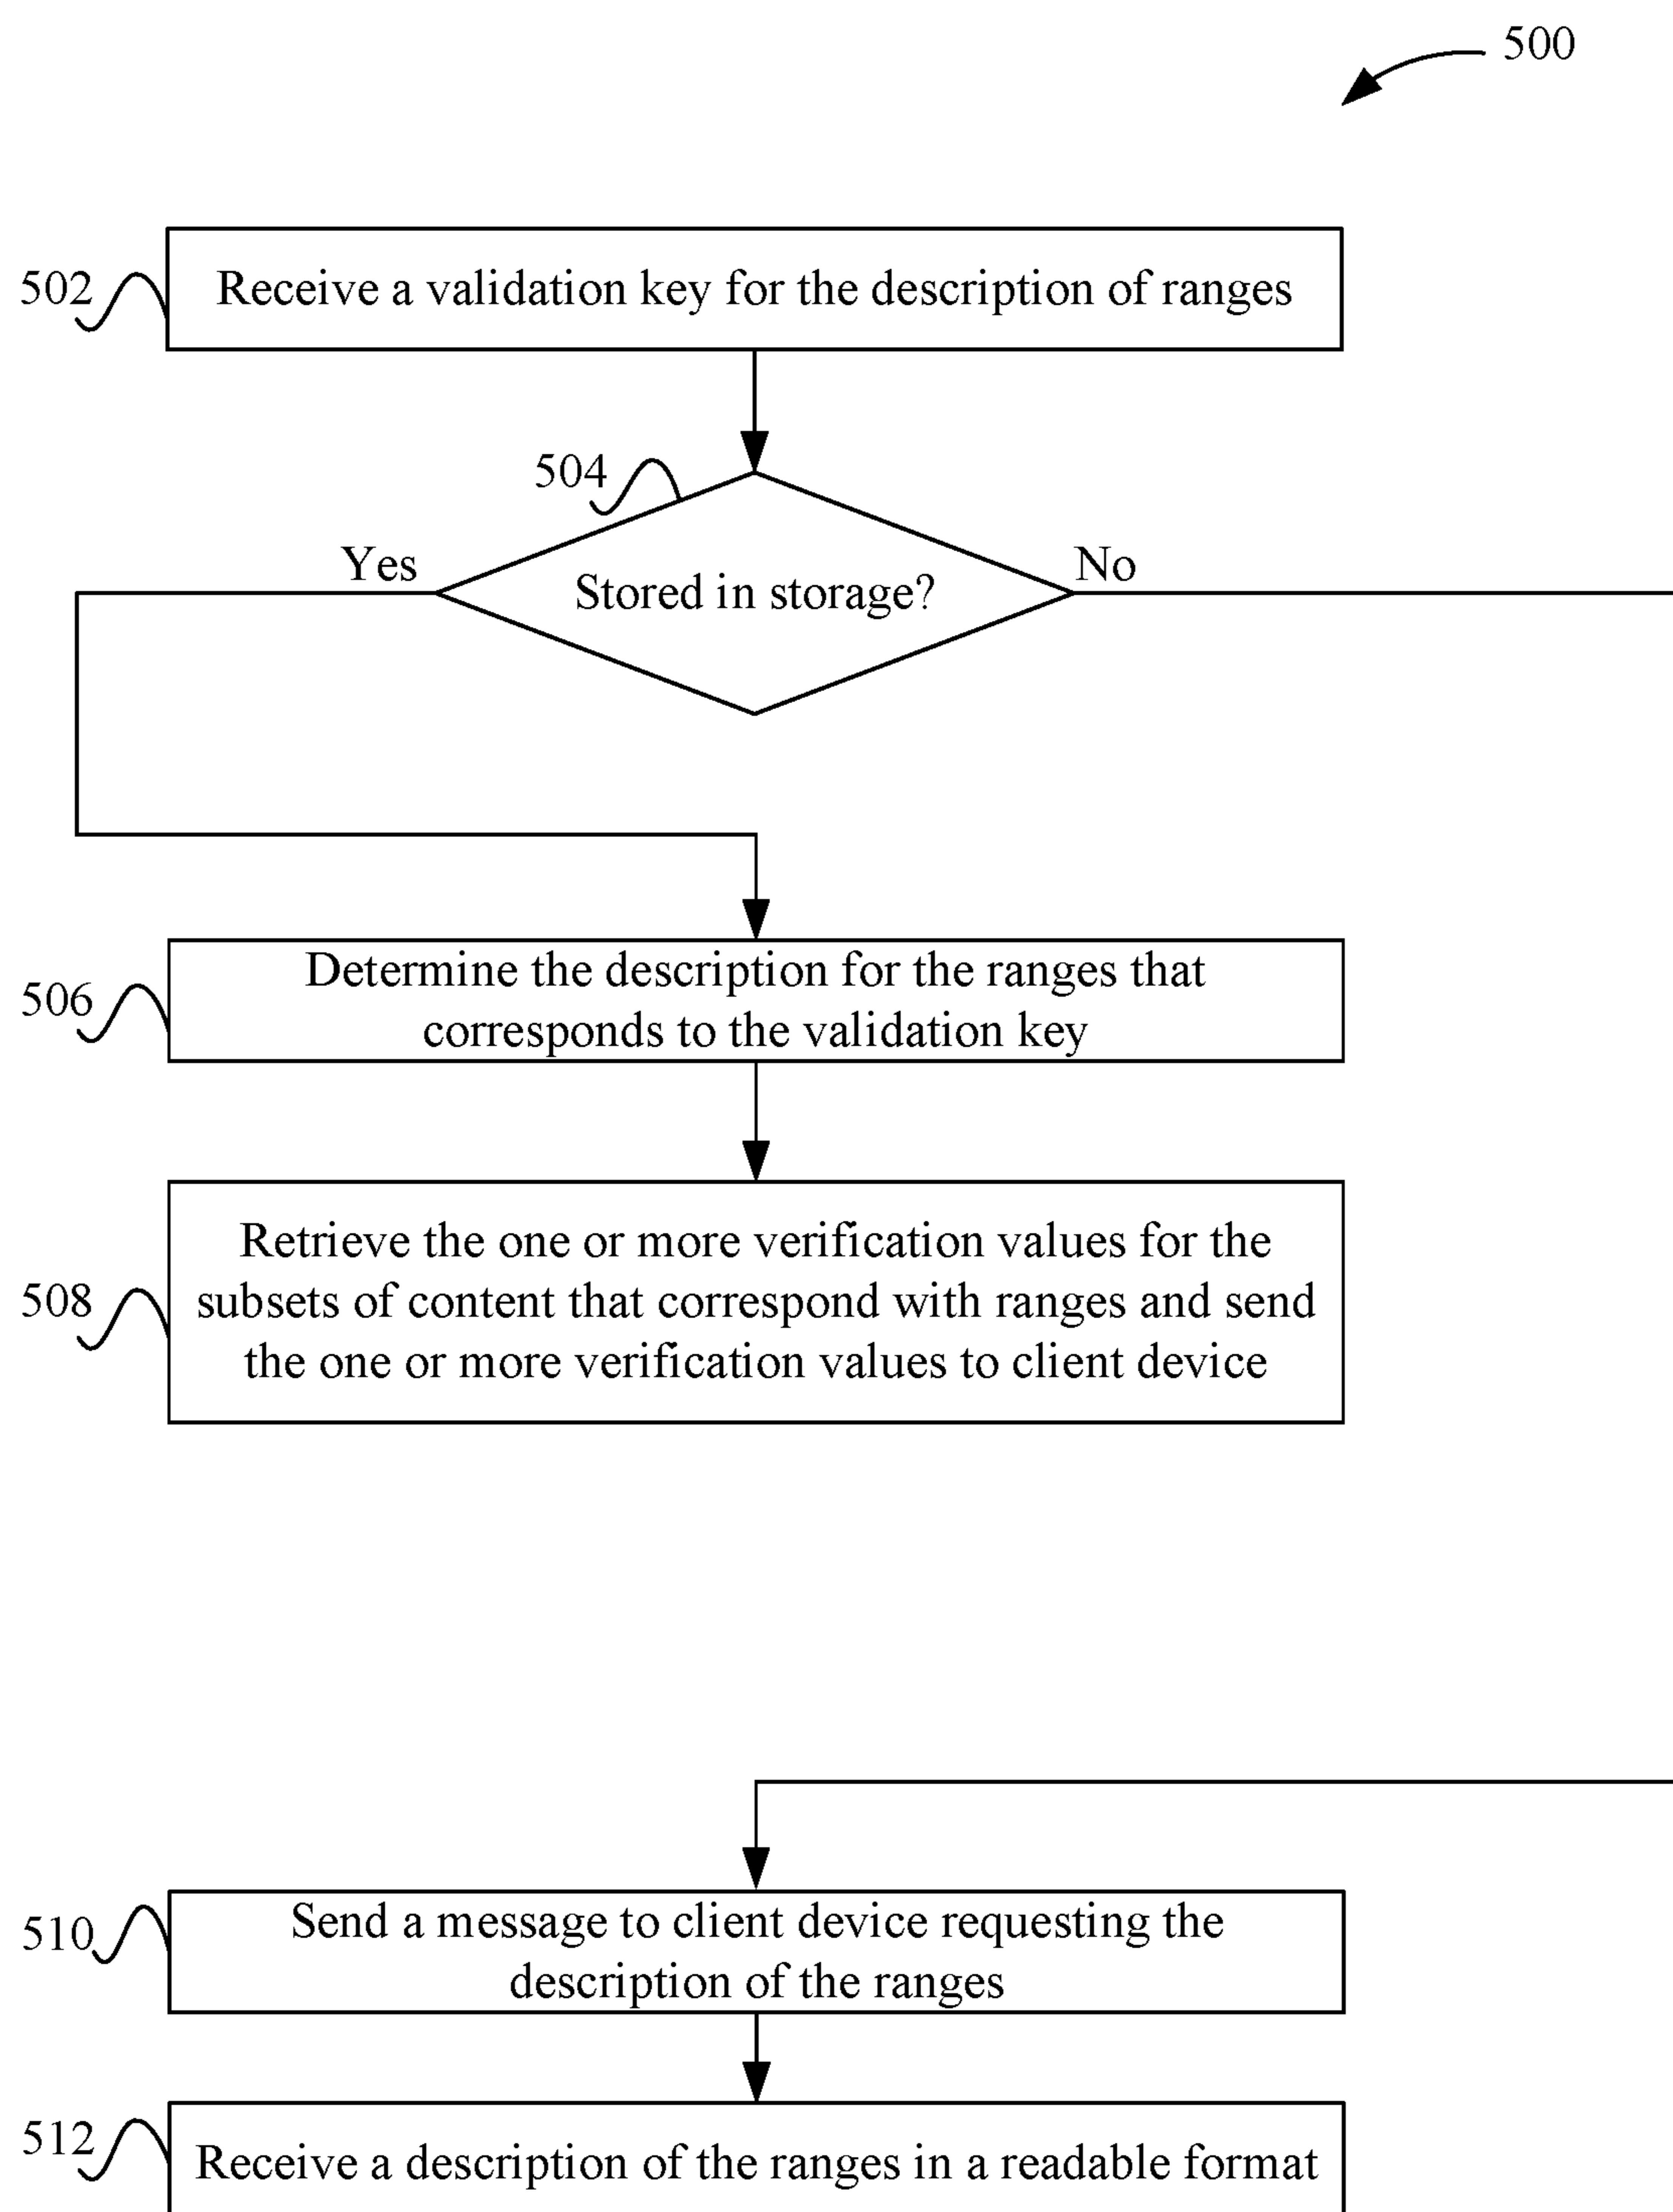 500
502
Receive a validation key for the description of ranges
504
Yes
No
Stored in storage?
506
Determine the description for the ranges that
corresponds to the validation key
508
Retrieve the one or more verification values for the
subsets of content that correspond with ranges and send
the one or more verification values to client device
510
Send a message to client device requesting the
description of the ranges
512
Receive a description of the ranges in a readable format